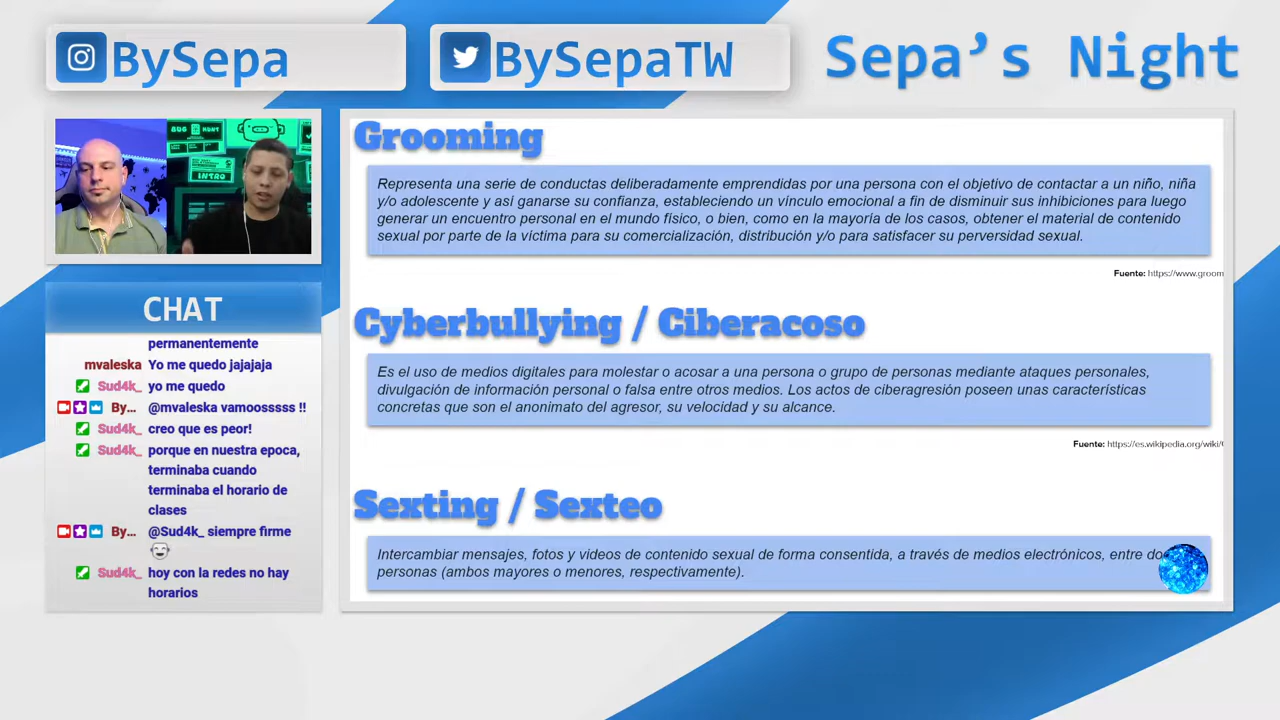 BySepa
BySepaTW
Sepa’s Night
BUG HUNT
INTRO
CHAT
permanentemente
mvaleska Yo me quedo jajajaja
Sud4k_ yo me quedo
By... @mvaleska vamoosssss !!
Sud4k_ creo que es peor!
Sud4k_ porque en nuestra epoca,
terminaba cuando
terminaba el horario de
clases
By... @Sud4k_ siempre firme
Sud4k_ hoy con la redes no hay
horarios
Grooming
Representa una serie de conductas deliberadamente emprendidas por una persona con el objetivo de contactar a un niño, niña
y/o adolescente y asi ganarse su confianza, estableciendo un vínculo emocional a fin de disminuir sus inhibiciones para luego
generar un encuentro personal en el mundo físico, o bien, como en la mayoría de los casos, obtener el material de contenido
sexual por parte de la víctima para su comercialización, distribución y/o para satisfacer su perversidad sexual.
Fuente: https://www.groom
Cyberbullying / Ciberacoso
Es el uso de medios digitales para molestar o acosar a una persona o grupo de personas mediante ataques personales,
divulgación de información personal o falsa entre otros medios. Los actos de ciberagresión poseen unas características
concretas que son el anonimato del agresor, su velocidad y su alcance.
Fuente: https://es.wikipedia.org/wiki/
Sexting / Sexteo
Intercambiar mensajes, fotos y videos de contenido sexual de forma consentida, a través de medios electrónicos, entre
personas (ambos mayores o menores, respectivamente).